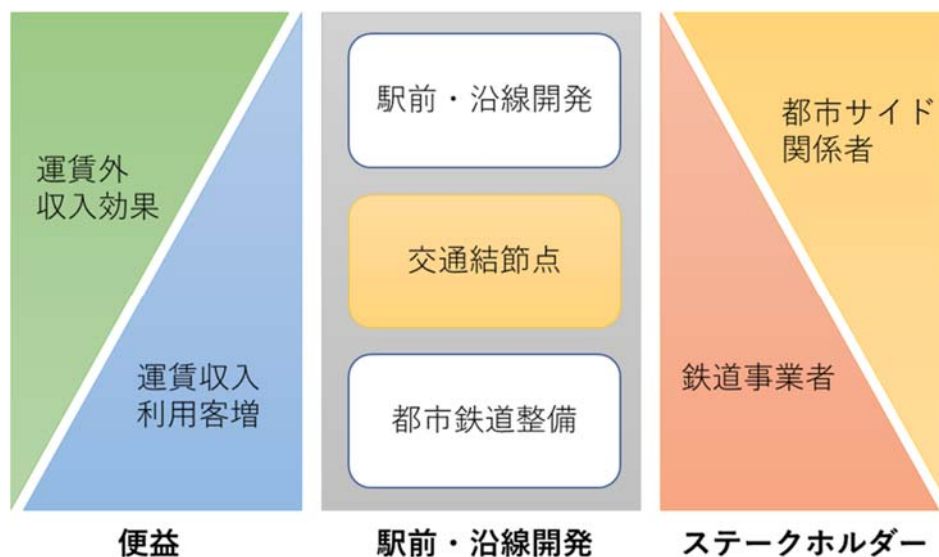 運賃外
収入効果
運賃収入
利用客増
便益
駅前・沿線開発
交通結節点
都市鉄道整備
駅前・沿線開発
都市サイド
関係者
鉄道事業者
ステークホルダー